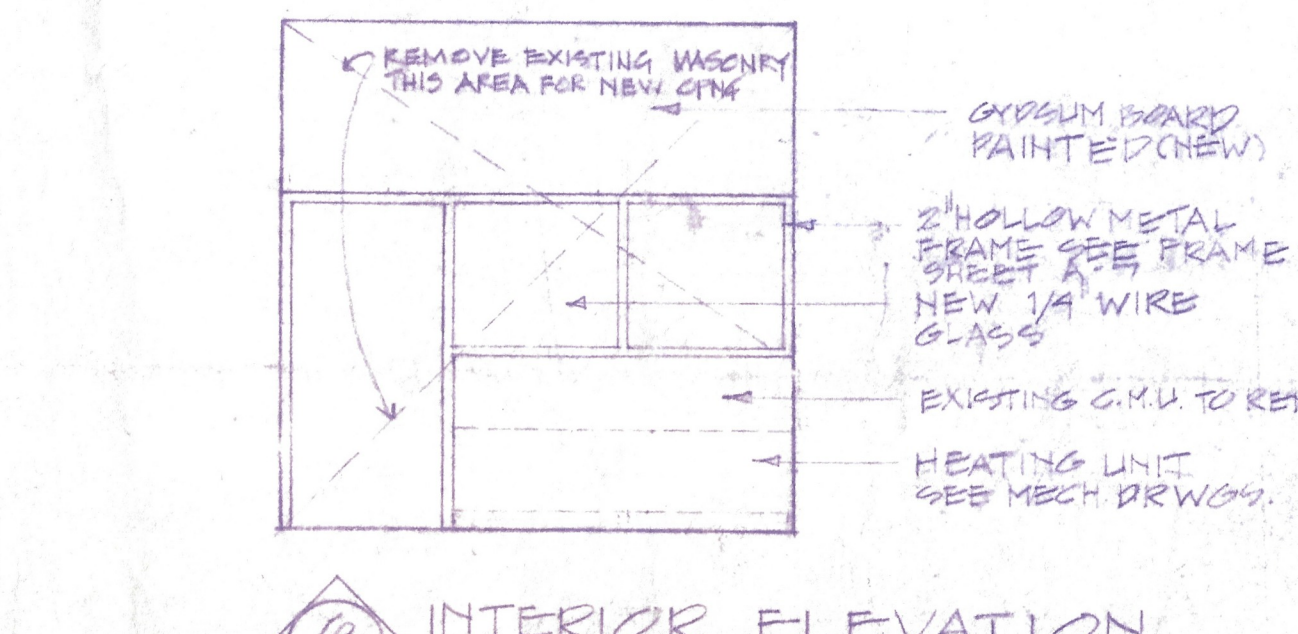 REMOVE EXISTING MASONRY
THIS AREA FOR NEW OPNG
GYPSUM BOARD
PAINTED (NEW)
2" HOLLOW METAL
FRAME SEE FRAME
SHEET A-7
NEW 1/4" WIRE
GLASS
EXISTING C.M.U. TO
HEATING UNIT
SEE MECH DRWGS.
INTERIOR ELEVATION